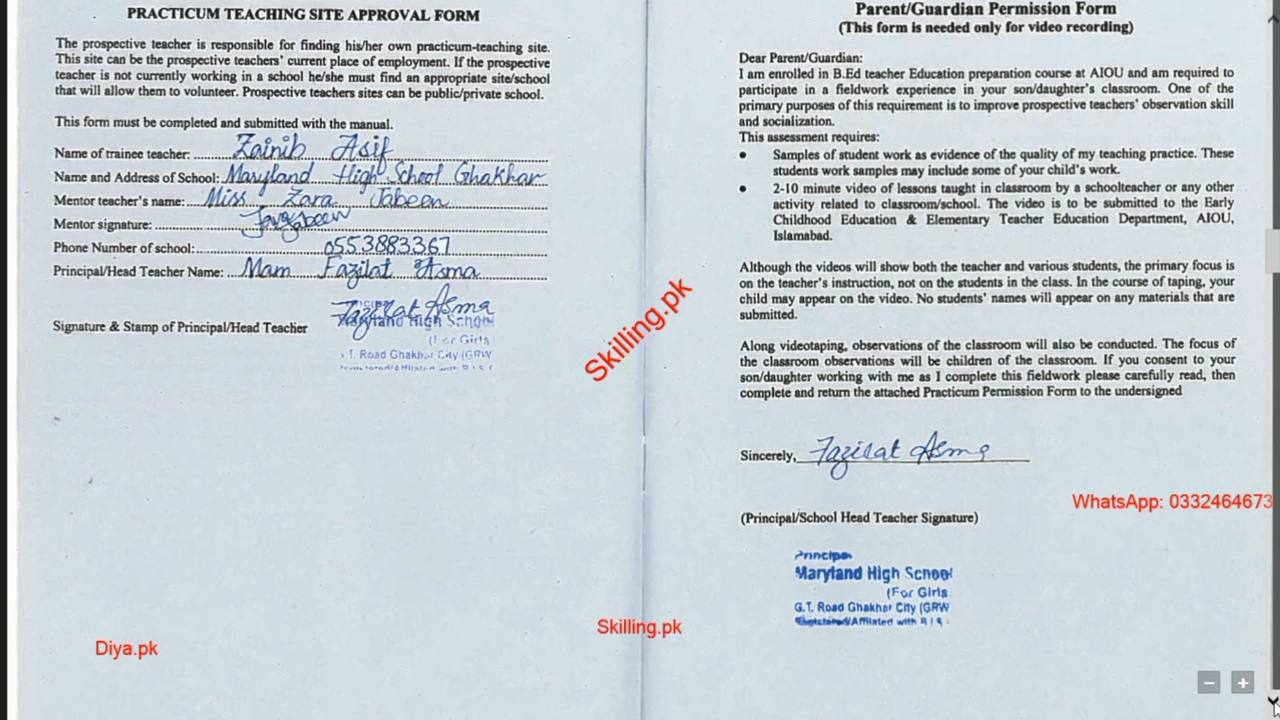 PRACTICUM TEACHING SITE APPROVAL FORM
The prospective teacher is responsible for finding his/her own practicum-teaching site.
This site can be the prospective teachers' current place of employment. If the prospective
teacher is not currently working in a school he/she must find an appropriate site/school
that will allow them to volunteer. Prospective teachers sites can be public/private school.
This form must be completed and submitted with the manual.
Name of trainee teacher: Zainib Asif
Name and Address of School: Maryland High School Ghakhar
Mentor teacher's name: Miss Zara Jabeen
Mentor signature:
Phone Number of school: 0553883367
Principal/Head Teacher Name: Mam Fazilat Asma
Fazilat Asma
Signature & Stamp of Principal/Head Teacher
Maryland High School
(For Girls
G.T. Road Ghakhar City (GRW
Diya.pk
Skilling.pk
Skilling.pk
Parent/Guardian Permission Form
(This form is needed only for video recording)
Dear Parent/Guardian:
I am enrolled in B.Ed teacher Education preparation course at AIOU and am required to
participate in a fieldwork experience in your son/daughter's classroom. One of the
primary purposes of this requirement is to improve prospective teachers' observation skill
and socialization.
This assessment requires:
• Samples of student work as evidence of the quality of my teaching practice. These
students work samples may include some of your child's work.
• 2-10 minute video of lessons taught in classroom by a schoolteacher or any other
activity related to classroom/school. The video is to be submitted to the Early
Childhood Education & Elementary Teacher Education Department, AIOU,
Islamabad.
Although the videos will show both the teacher and various students, the primary focus is
on the teacher's instruction, not on the students in the class. In the course of taping, your
child may appear on the video. No students' names will appear on any materials that are
submitted.
Along videotaping, observations of the classroom will also be conducted. The focus of
the classroom observations will be children of the classroom. If you consent to your
son/daughter working with me as I complete this fieldwork please carefully read, then
complete and return the attached Practicum Permission Form to the undersigned
Sincerely, Fazilat Asma
WhatsApp: 0332464673
(Principal/School Head Teacher Signature)
Principal
Maryland High School
(For Girls
G.T. Road Ghakhar City (GRW